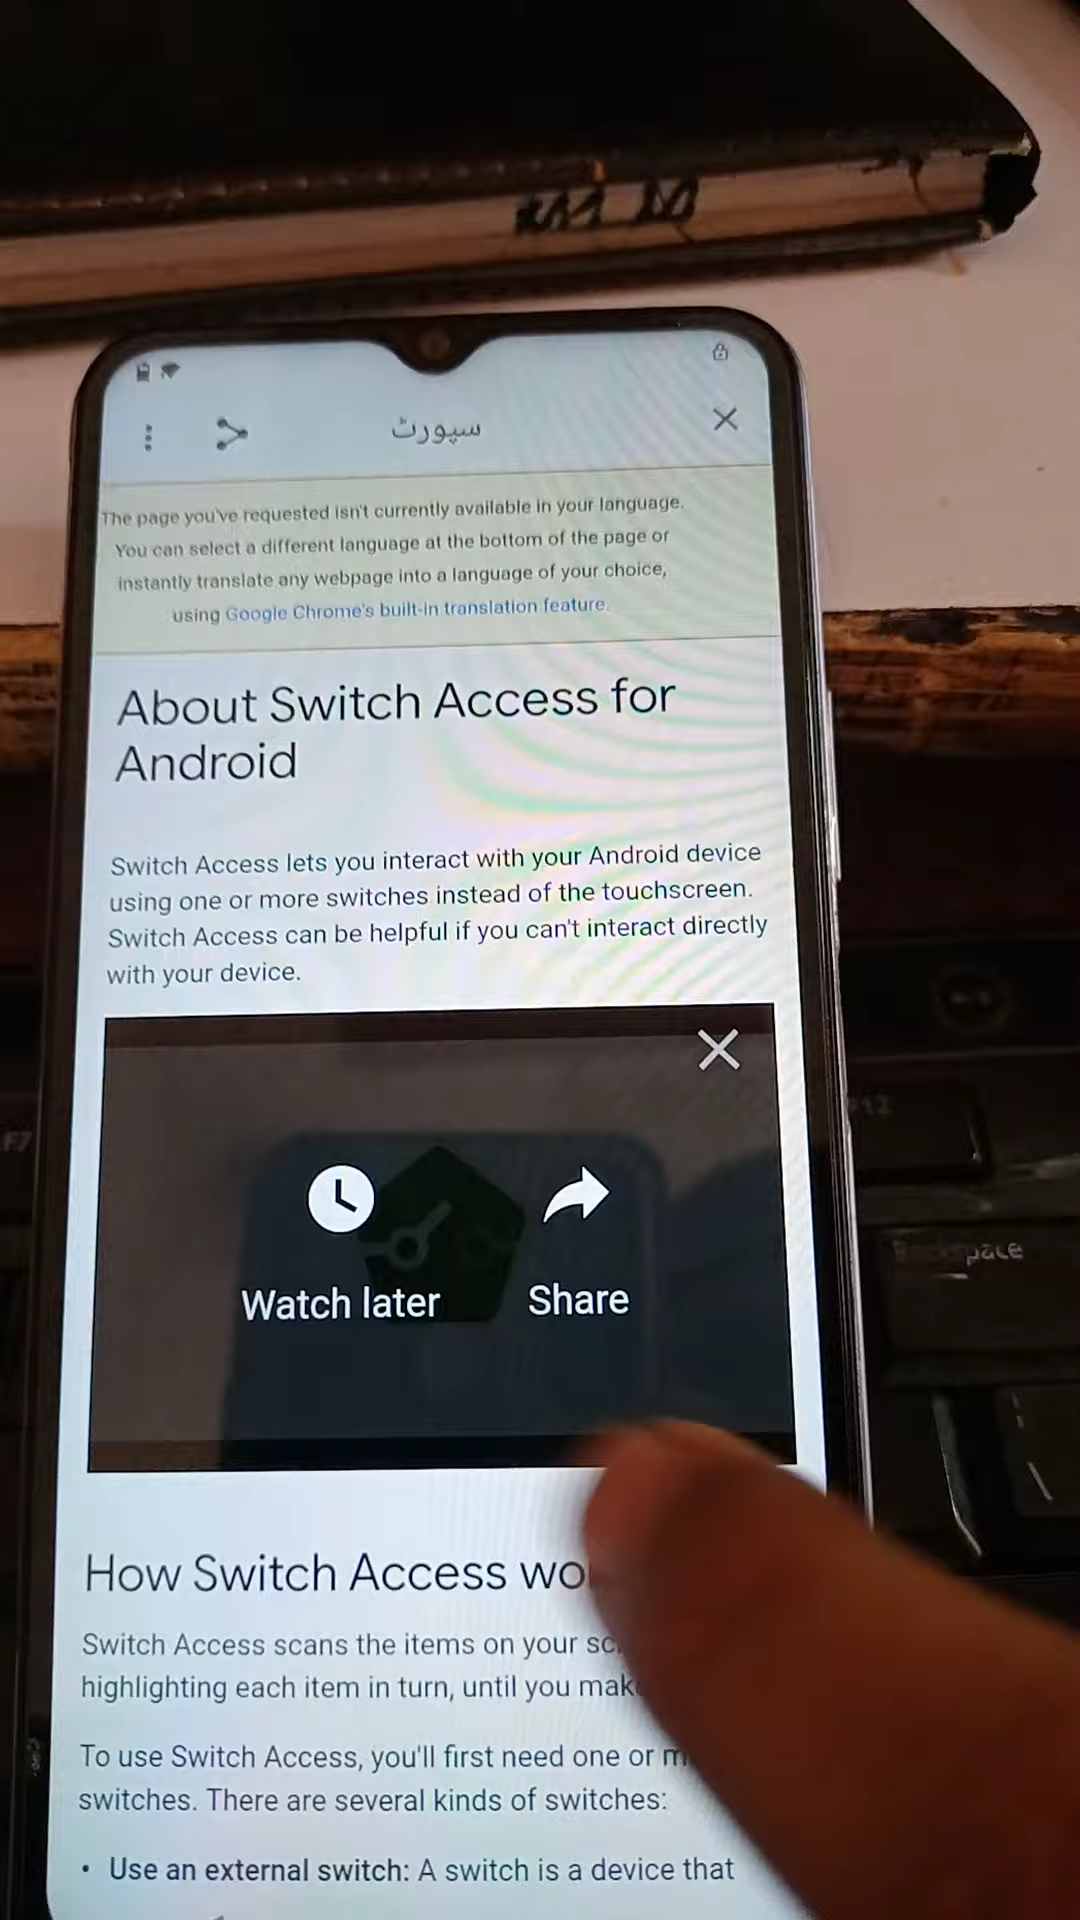 سپورٹ
The page you've requested isn't currently available in your language.
You can select a different language at the bottom of the page or
instantly translate any webpage into a language of your choice,
using Google Chrome's built-in translation feature.
About Switch Access for
Android
Switch Access lets you interact with your Android device
using one or more switches instead of the touchscreen.
Switch Access can be helpful if you can't interact directly
with your device.
Watch later
Share
How Switch Access
Switch Access scans the items on your
highlighting each item in turn, until you
To use Switch Access, you'll first need one or
switches. There are several kinds of switches:
• Use an external switch: A switch is a device that
F7
F12
Backspace